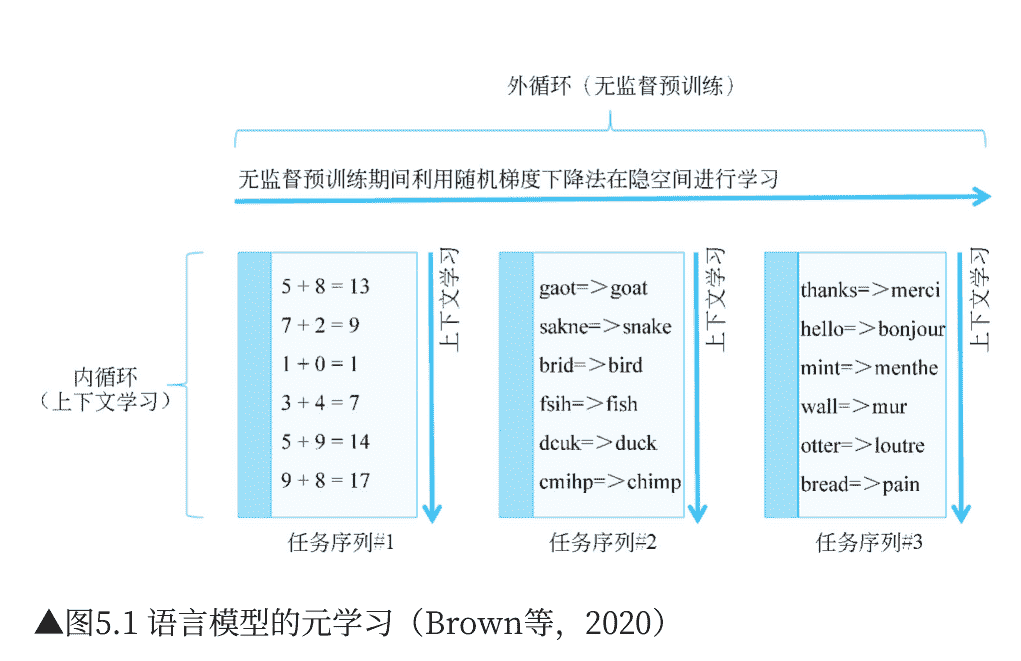 外循环（无监督预训练）
无监督预训练期间利用随机梯度下降法在隐空间进行学习
内循环
（上下文学习）
5 + 8 = 13
7 + 2 = 9
1 + 0 = 1
3 + 4 = 7
5 + 9 = 14
9 + 8 = 17
上下文学习
任务序列#1
gaot=>goat
sakne=>snake
brid=>bird
fsih=>fish
dcuk=>duck
cmihp=>chimp
上下文学习
任务序列#2
thanks=>merci
hello=>bonjour
mint=>menthe
wall=>mur
otter=>loutre
bread=>pain
上下文学习
任务序列#3
▲图5.1 语言模型的元学习（Brown等，2020）